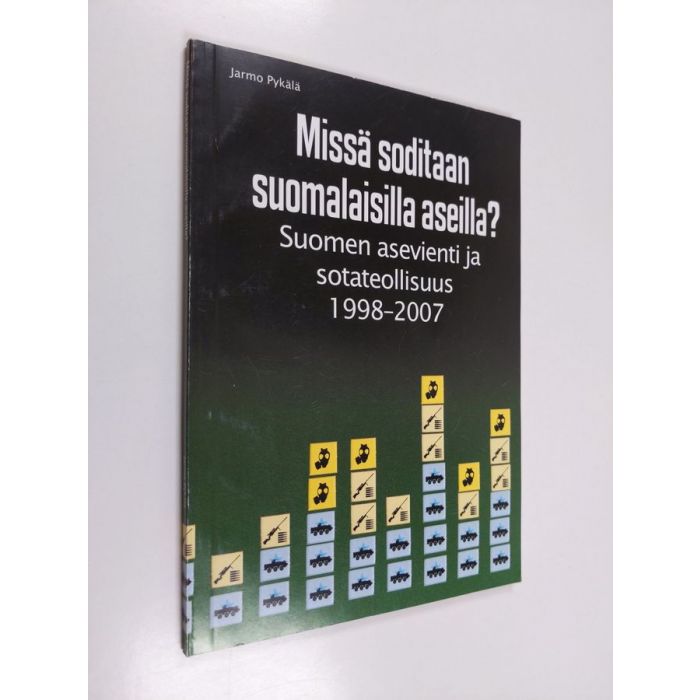 Jarmo Pykälä
Missä soditaan
suomalaisilla aseilla?
Suomen asevienti ja
sotateollisuus
1998–2007